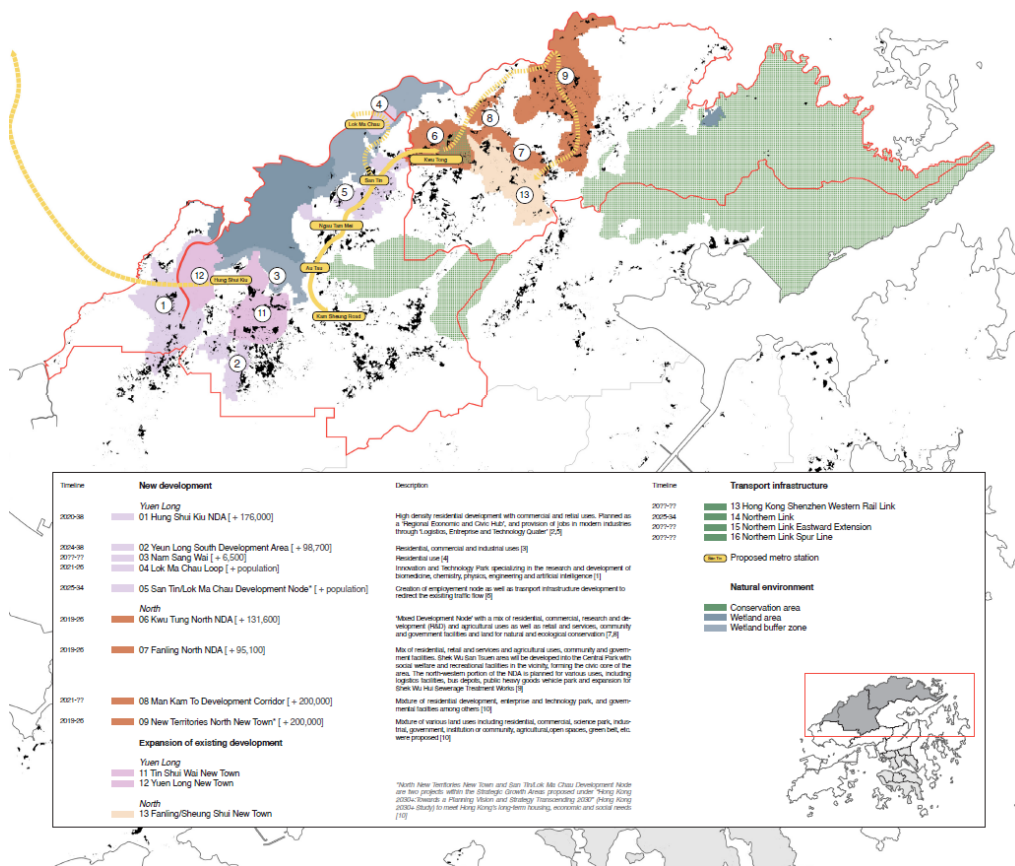 9
4
Lok Ma Chau
8
6
Kwu Tong
7
San Tin
5
13
Ngau Tam Mei
Au Tau
12
Hung Shui Kiu
3
1
11
Kam Sheung Road
2
Timeline
New development
Description
Timeline
Transport infrastructure
Yuen Long
2020-38
01 Hung Shui Kiu NDA [ + 176,000]
High density residential development with commercial and retail uses. Planned as
a 'Regional Economic and Civic Hub', and provision of jobs in modern industries
through 'Logistics, Entreprise and Technology Quater' [2,5]
20??-??
13 Hong Kong Shenzhen Western Rail Link
2025-34
14 Northern Link
20??-??
15 Northern Link Eastward Extension
20??-??
16 Northern Link Spur Line
2024-38
02 Yeun Long South Development Area [ + 98,700]
Residential, commercial and industrial uses [3]
20??-??
03 Nam Sang Wai [ + 6,500]
Residential use [4]
2021-26
04 Lok Ma Chau Loop [ + population]
Innovation and Technology Park specializing in the research and development of
biomedicine, chemistry, physics, engineering and artificial intelligence [1]
Proposed metro station
2025-34
05 San Tin/Lok Ma Chau Development Node* [ + population]
Creation of employement node as well as transport infrastructure development to
redirect the existing traffic flow [6]
Natural environment
North
2019-26
06 Kwu Tung North NDA [ + 131,600]
'Mixed Development Node' with a mix of residential, commercial, research and de-
velopment (R&D) and agricultural uses as well as retail and services, community
and government facilities and land for natural and ecological conservation [7,8]
Conservation area
Wetland area
Wetland buffer zone
2019-26
07 Fanling North NDA [ + 95,100]
Mix of residential, retail and services and agricultural uses, community and govern-
ment facilities. Shek Wu San Tsuen area will be developed into the Central Park with
social welfare and recreational facilities in the vicinity, forming the civic core of the
area. The north-western portion of the NDA is planned for various uses, including
logistics facilities, bus depots, public heavy goods vehicle park and expansion for
Shek Wu Hui Sewerage Treatment Works [9]
2021-??
08 Man Kam To Development Corridor [ + 200,000]
Mixture of residential development, enterprise and technology park, and govern-
mental facilities among others [10]
2019-26
09 New Territories North New Town* [ + 200,000]
Mixture of various land uses including residential, commercial, science park, indus-
trial, government, institution or community, agricultural,open spaces, green belt, etc.
were proposed [10]
Expansion of existing development
Yuen Long
11 Tin Shui Wai New Town
12 Yuen Long New Town
North
13 Fanling/Sheung Shui New Town
*North New Territories New Town and San Tin/Lok Ma Chau Development Node
are two projects within the Strategic Growth Areas proposed under "Hong Kong
2030+:Towards a Planning Vision and Strategy Transcending 2030" (Hong Kong
2030+ Study) to meet Hong Kong's long-term housing, economic and social needs
[10]